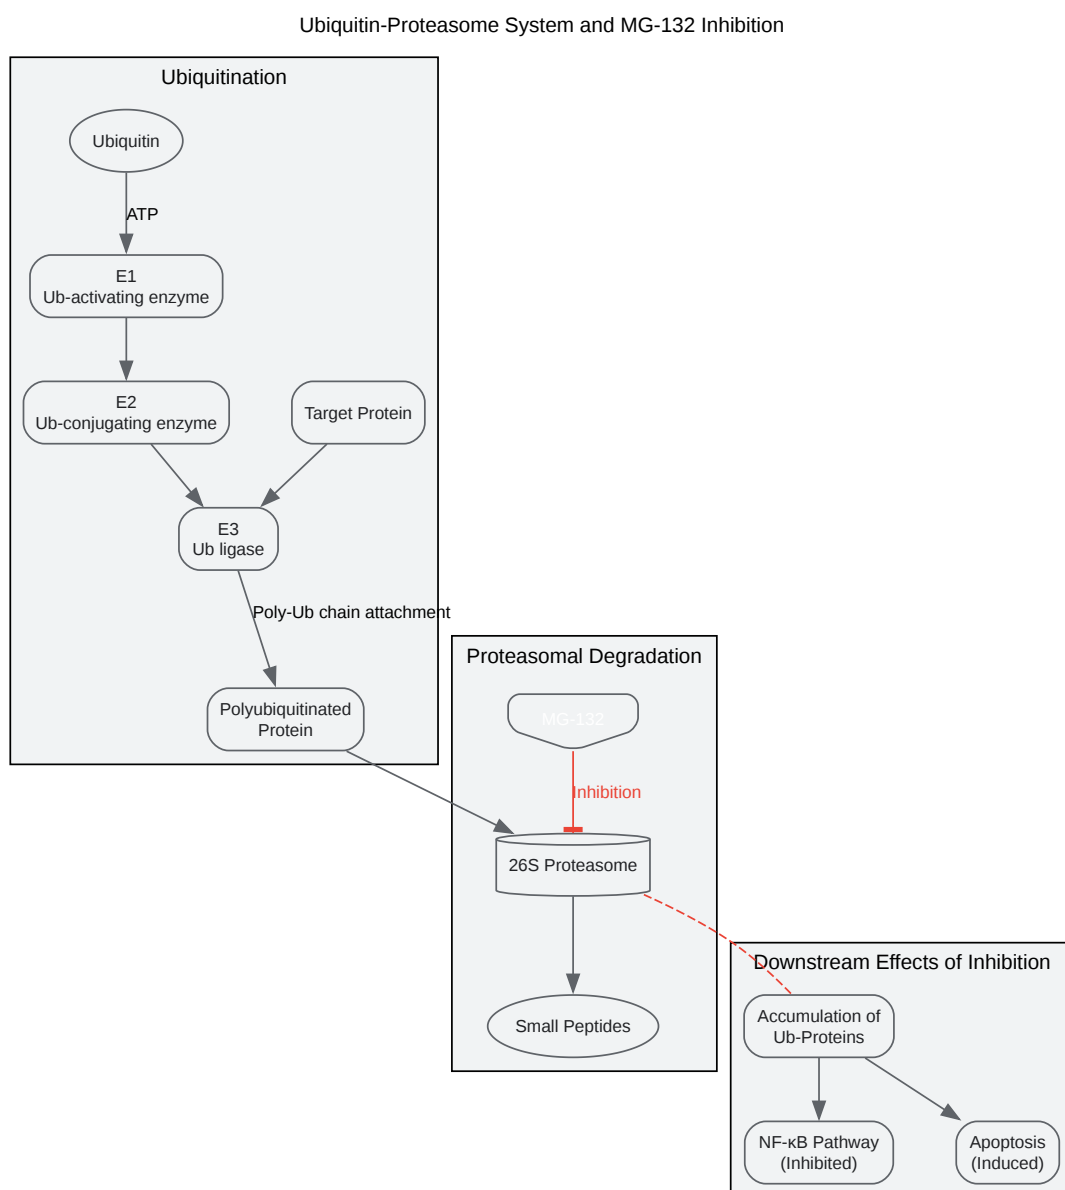 Ubiquitin-Proteasome System and MG-132 Inhibition
Ubiquitination
Ubiquitin
ATP
E1
Ub-activating enzyme
E2
Ub-conjugating enzyme
Target Protein
E3
Ub ligase
Poly-Ub chain attachment
Polyubiquitinated
Protein
Proteasomal Degradation
MG-132
Inhibition
26S Proteasome
Small Peptides
Downstream Effects of Inhibition
Accumulation of
Ub-Proteins
NF-κB Pathway
(Inhibited)
Apoptosis
(Induced)